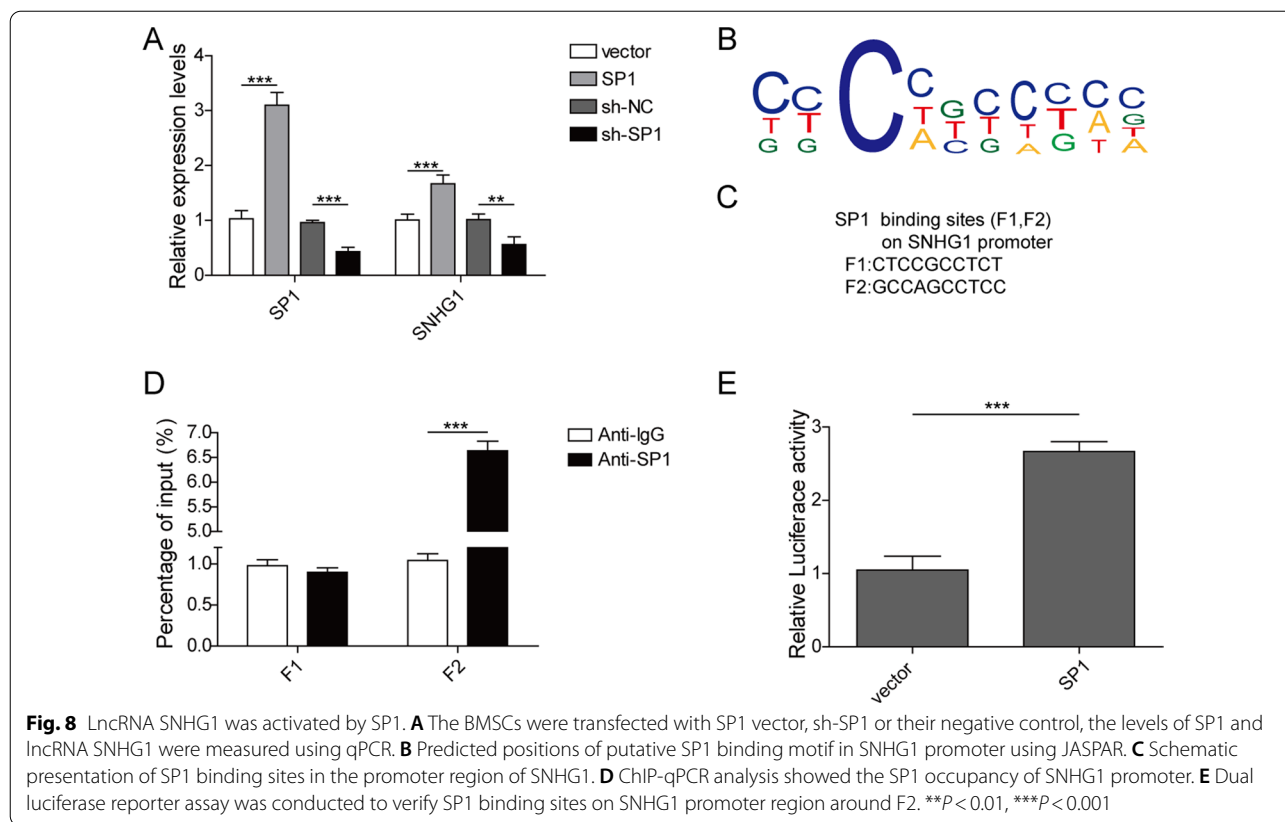 A
Relative expression levels
4
3
2
1
0
***
***
***
**
SP1
SNHG1
vector
SP1
sh-NC
sh-SP1
B
C C C C G C C C C C
T T T T T T T A G
G G A C G A G T T
A
C
SP1 binding sites (F1,F2)
on SNHG1 promoter
F1:CTCCGCCTCT
F2:GCCAGCCTCC
D
Percentage of input (%)
7.0
6.5
6.0
5.5
5.0
1.0
0.5
0.0
***
F1
F2
Anti-IgG
Anti-SP1
E
Relative Luciferace activity
3
2
1
0
***
vector
SP1
Fig. 8 LncRNA SNHG1 was activated by SP1. A The BMSCs were transfected with SP1 vector, sh-SP1 or their negative control, the levels of SP1 and
lncRNA SNHG1 were measured using qPCR. B Predicted positions of putative SP1 binding motif in SNHG1 promoter using JASPAR. C Schematic
presentation of SP1 binding sites in the promoter region of SNHG1. D ChIP-qPCR analysis showed the SP1 occupancy of SNHG1 promoter. E Dual
luciferase reporter assay was conducted to verify SP1 binding sites on SNHG1 promoter region around F2. **P < 0.01, ***P < 0.001